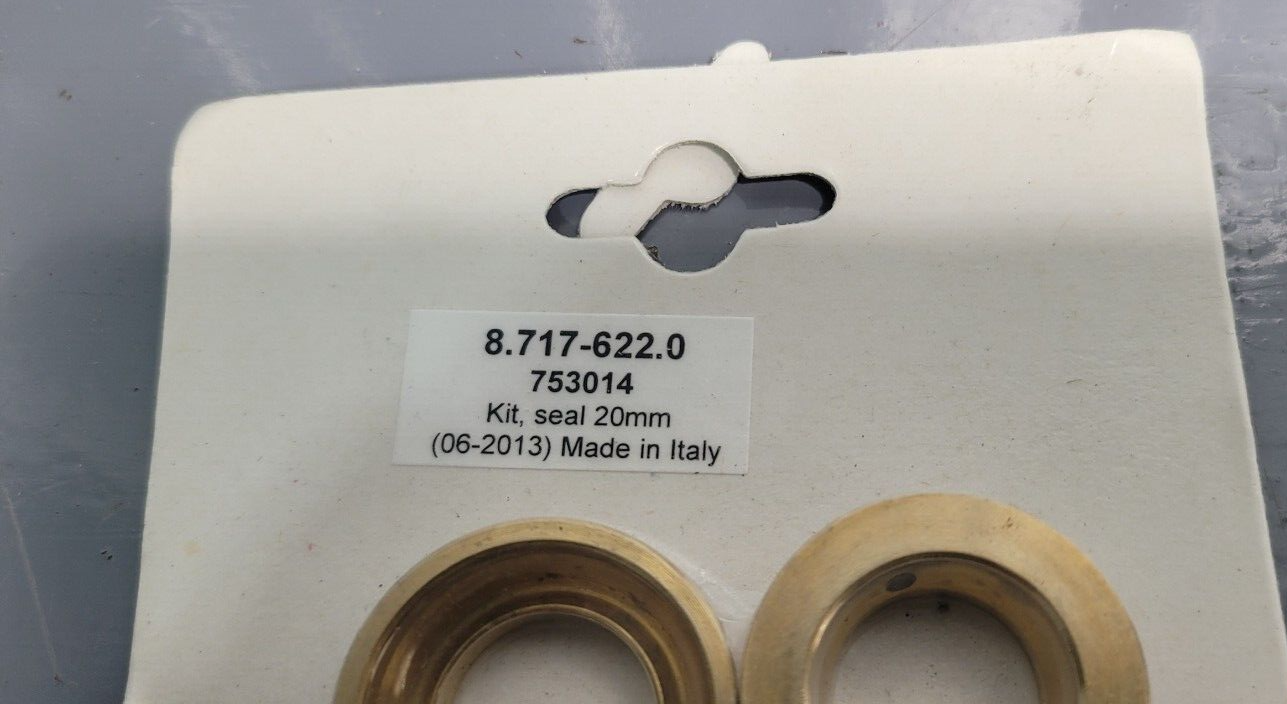 8.717-622.0
753014
Kit, seal 20mm
(06-2013) Made in Italy